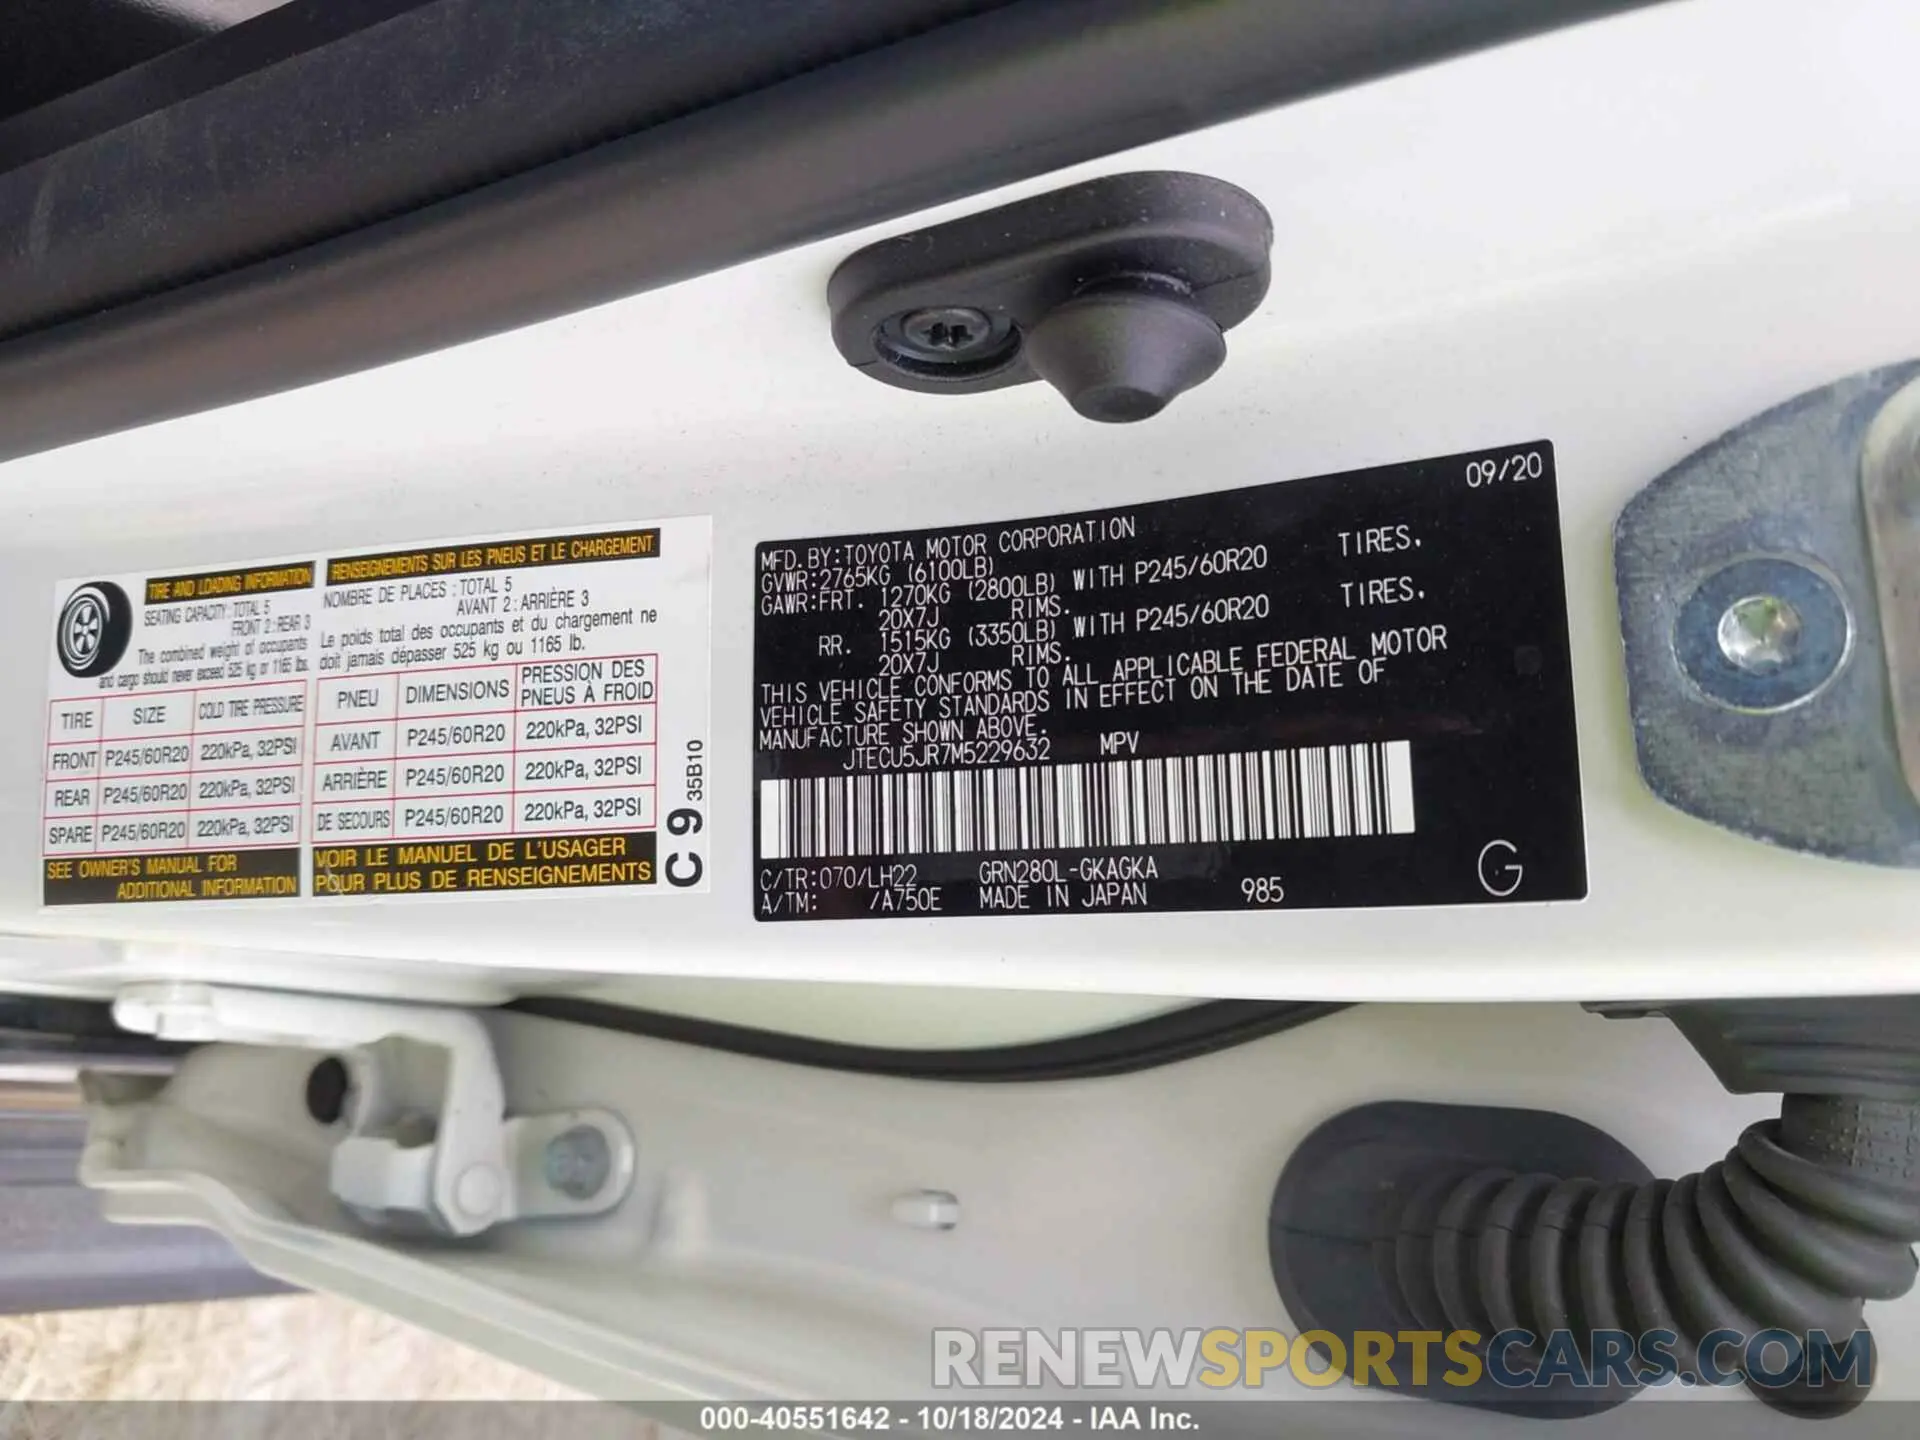 TIRE AND LOADING INFORMATION
SEATING CAPACITY : TOTAL 5
FRONT 2 : REAR 3
The combined weight of occupants
and cargo should never exceed 525 kg or 1165 lbs.
TIRE SIZE COLD TIRE PRESSURE
FRONT P245/60R20 220kPa, 32PSI
REAR P245/60R20 220kPa, 32PSI
SPARE P245/60R20 220kPa, 32PSI
SEE OWNER'S MANUAL FOR
ADDITIONAL INFORMATION
RENSEIGNEMENTS SUR LES PNEUS ET LE CHARGEMENT
NOMBRE DE PLACES : TOTAL 5
AVANT 2 : ARRIÈRE 3
Le poids total des occupants et du chargement ne
doit jamais dépasser 525 kg ou 1165 lb.
PNEU DIMENSIONS PRESSION DES
PNEUS À FROID
AVANT P245/60R20 220kPa, 32PSI
ARRIÈRE P245/60R20 220kPa, 32PSI
DE SECOURS P245/60R20 220kPa, 32PSI
VOIR LE MANUEL DE L'USAGER
POUR PLUS DE RENSEIGNEMENTS
C 9 35B10
09/20
MFD. BY: TOYOTA MOTOR CORPORATION
GVWR: 2765KG (6100LB)
GAWR: FRT. 1270KG (2800LB) WITH P245/60R20 TIRES,
20X7J RIMS.
RR. 1515KG (3350LB) WITH P245/60R20 TIRES,
20X7J RIMS.
THIS VEHICLE CONFORMS TO ALL APPLICABLE FEDERAL MOTOR
VEHICLE SAFETY STANDARDS IN EFFECT ON THE DATE OF
MANUFACTURE SHOWN ABOVE.
JTECU5JR7M5229632 MPV
C/TR: 070/LH22 GRN280L-GKAGKA
A/TM: /A750E MADE IN JAPAN 985
G
RENEWSPORTSCARS.COM
000-40551642 - 10/18/2024 - IAA Inc.